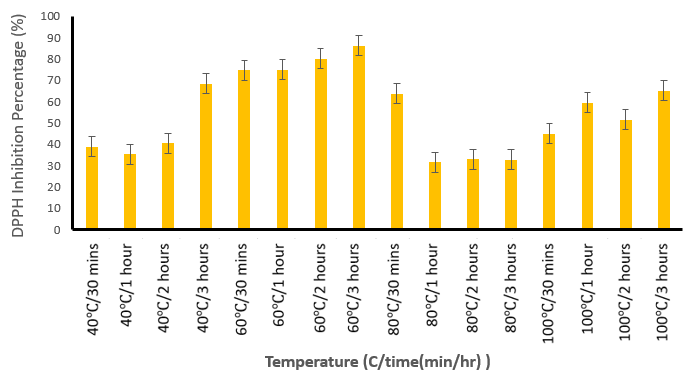 DPPH Inhibition Percentage (%)
100
90
80
70
60
50
40
30
20
10
0
40°C/30 mins
40°C/1 hour
40°C/2 hours
40°C/3 hours
60°C/30 mins
60°C/1 hour
60°C/2 hours
60°C/3 hours
80°C/30 mins
80°C/1 hour
80°C/2 hours
80°C/3 hours
100°C/30 mins
100°C/1 hour
100°C/2 hours
100°C/3 hours
Temperature (C/time(min/hr) )